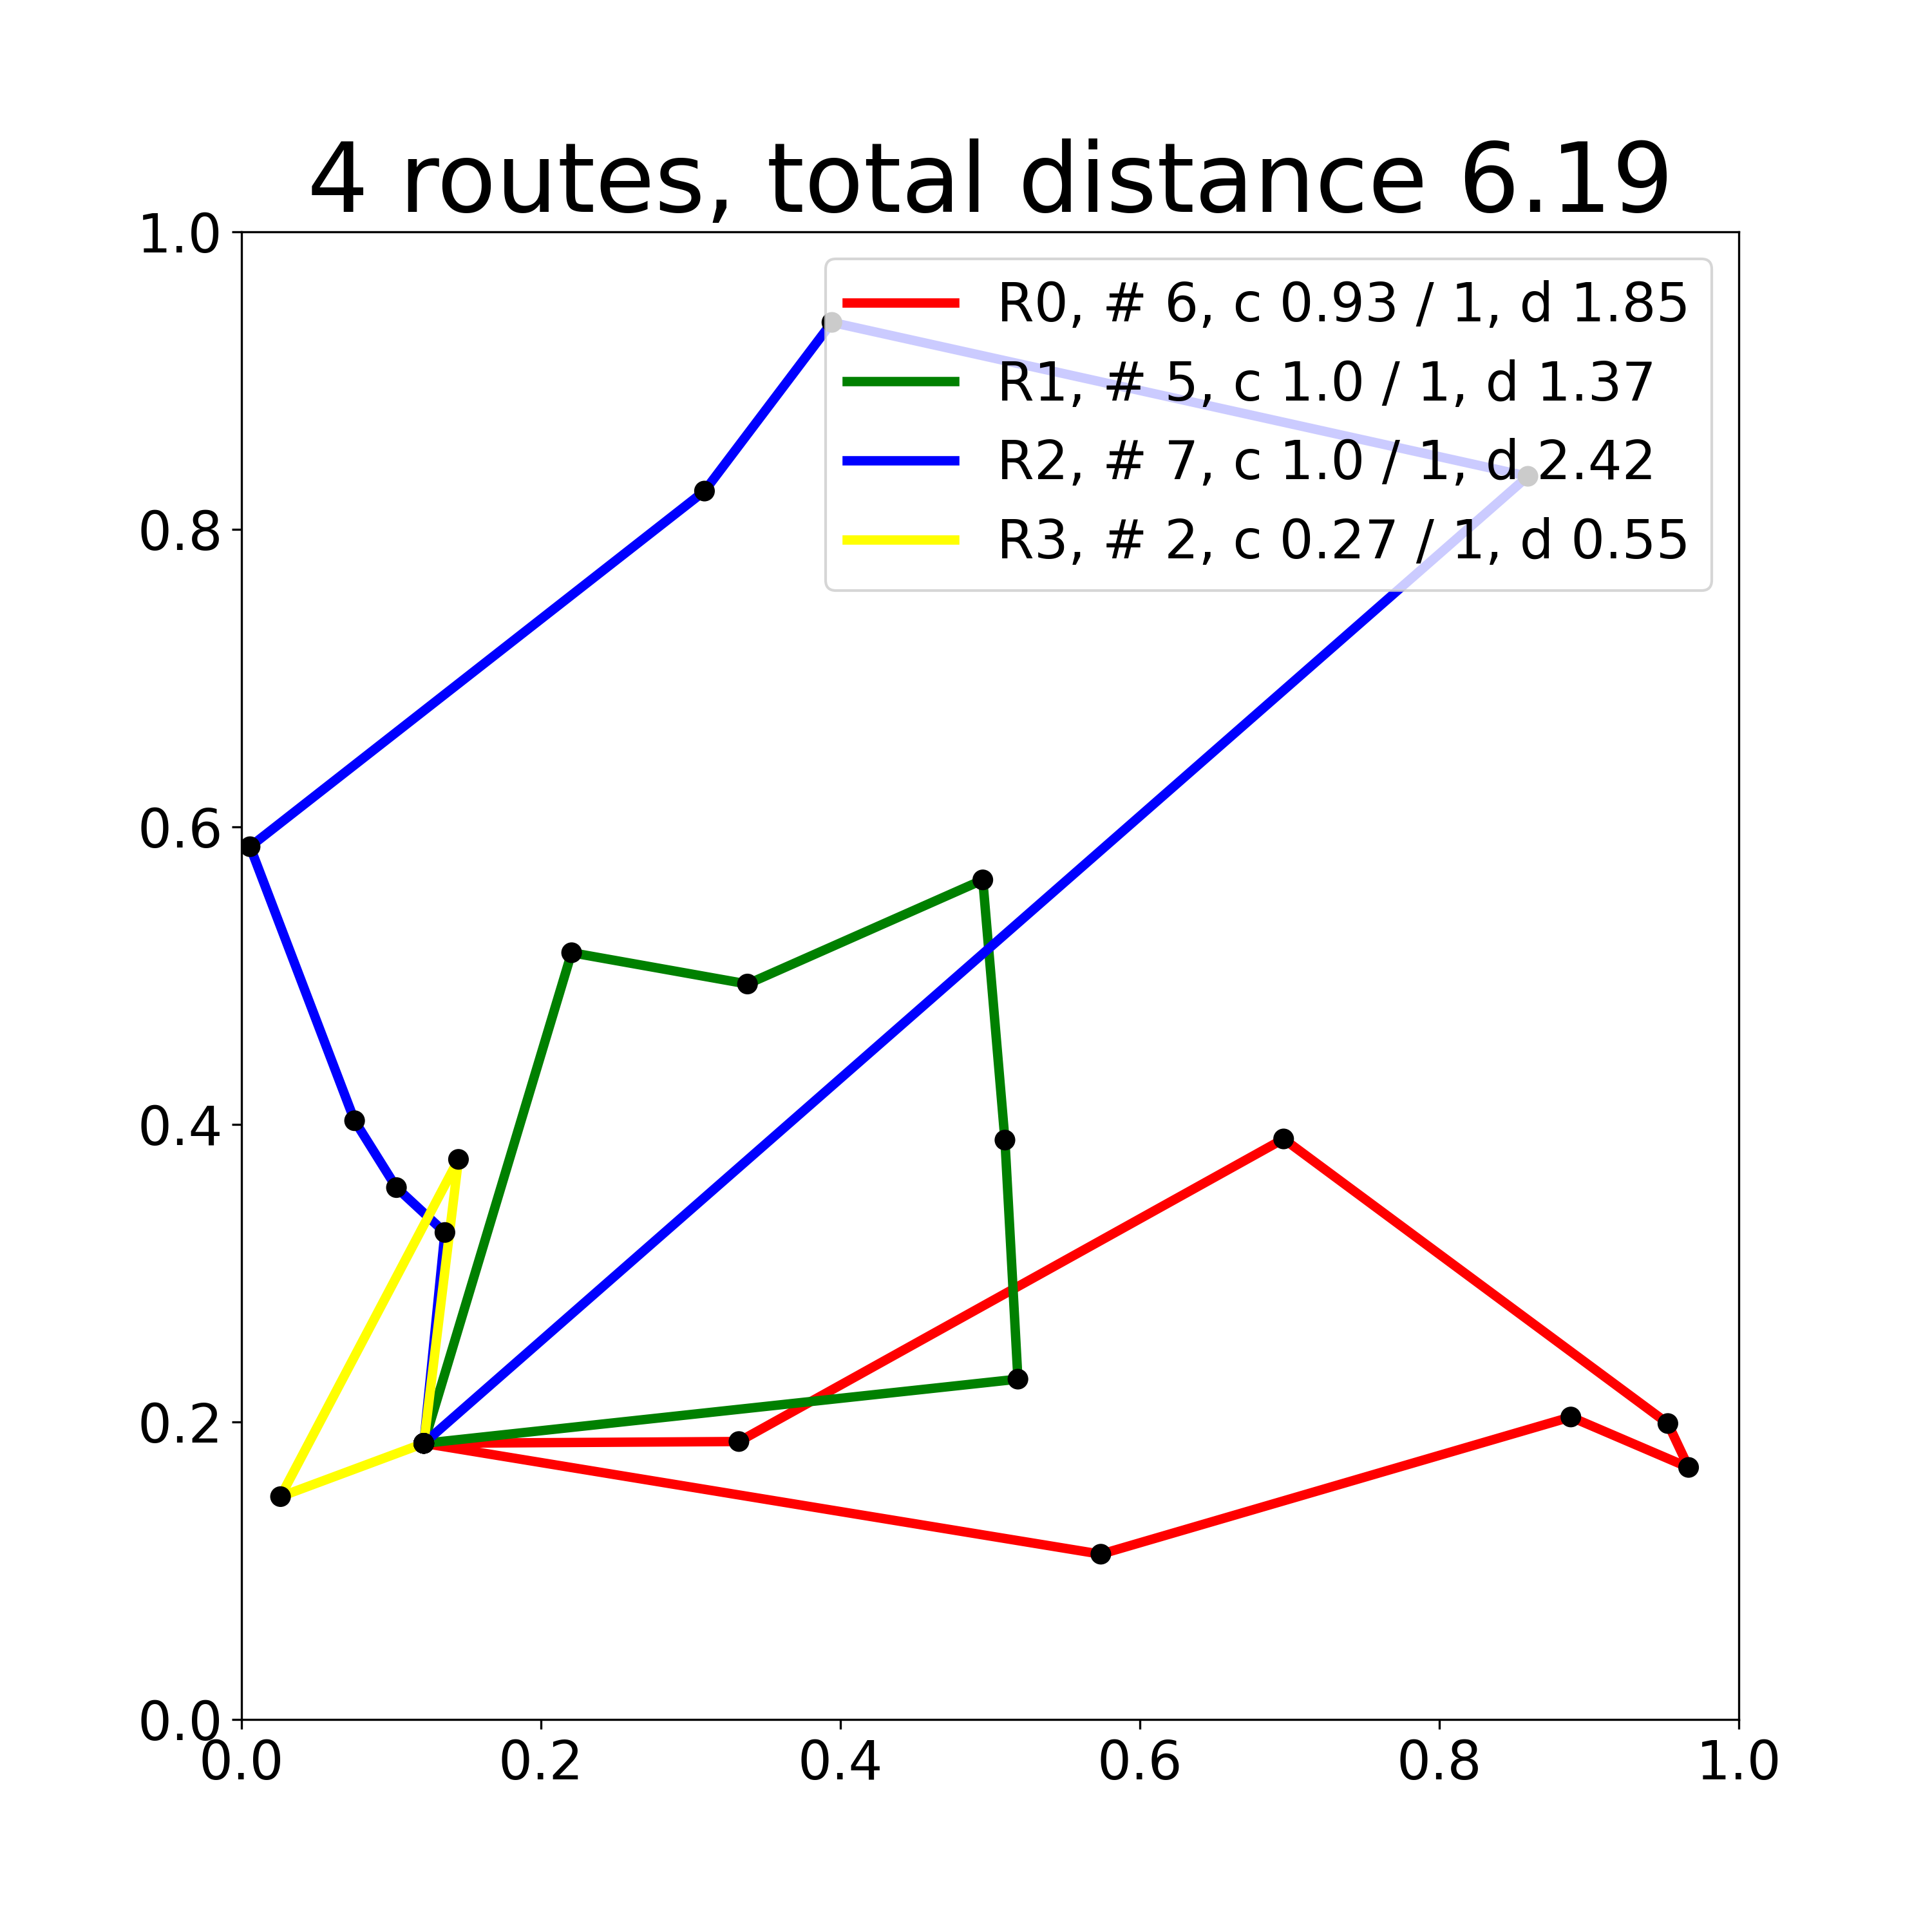 4 routes, total distance 6.19
R0, # 6, c 0.93 / 1, d 1.85
R1, # 5, c 1.0 / 1, d 1.37
R2, # 7, c 1.0 / 1, d 2.42
R3, # 2, c 0.27 / 1, d 0.55
1.0
0.8
0.6
0.4
0.2
0.0
0.0 0.2 0.4 0.6 0.8 1.0